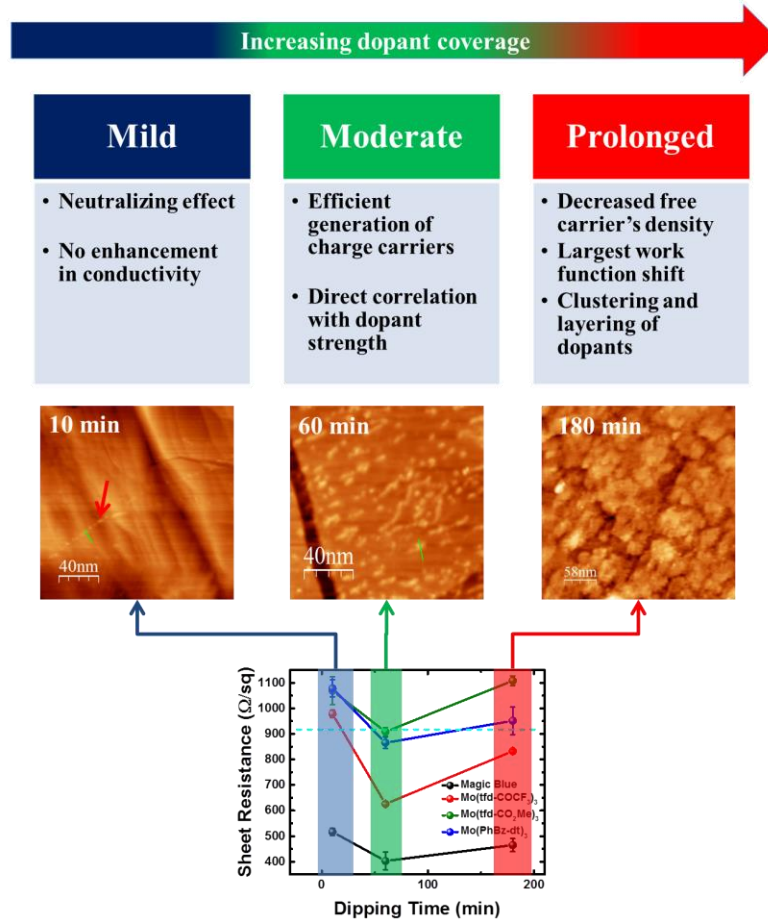 Increasing dopant coverage
Mild
• Neutralizing effect
• No enhancement
in conductivity
Moderate
• Efficient
generation of
charge carriers
• Direct correlation
with dopant
strength
Prolonged
• Decreased free
carrier’s density
• Largest work
function shift
• Clustering and
layering of
dopants
10 min
40nm
60 min
40nm
180 min
58nm
Sheet Resistance (Ω/sq)
1100
1000
900
800
700
600
500
400
Magic Blue
Mo(tfd-COCF₃)₃
Mo(tfd-CO₂Me)₃
Mo(PhBz-dt)₃
0
100
200
Dipping Time (min)